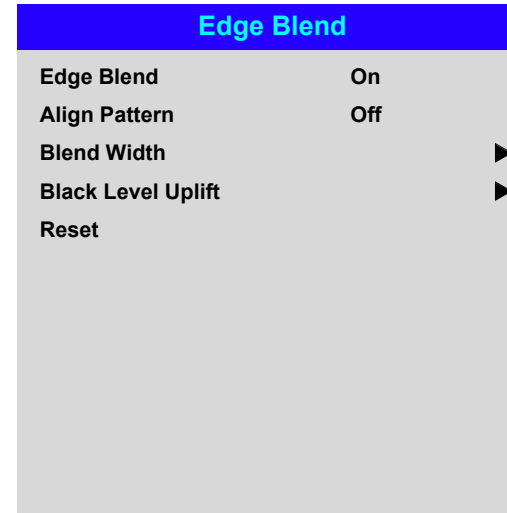 Edge Blend
Edge Blend On
Align Pattern Off
Blend Width
Black Level Uplift
Reset